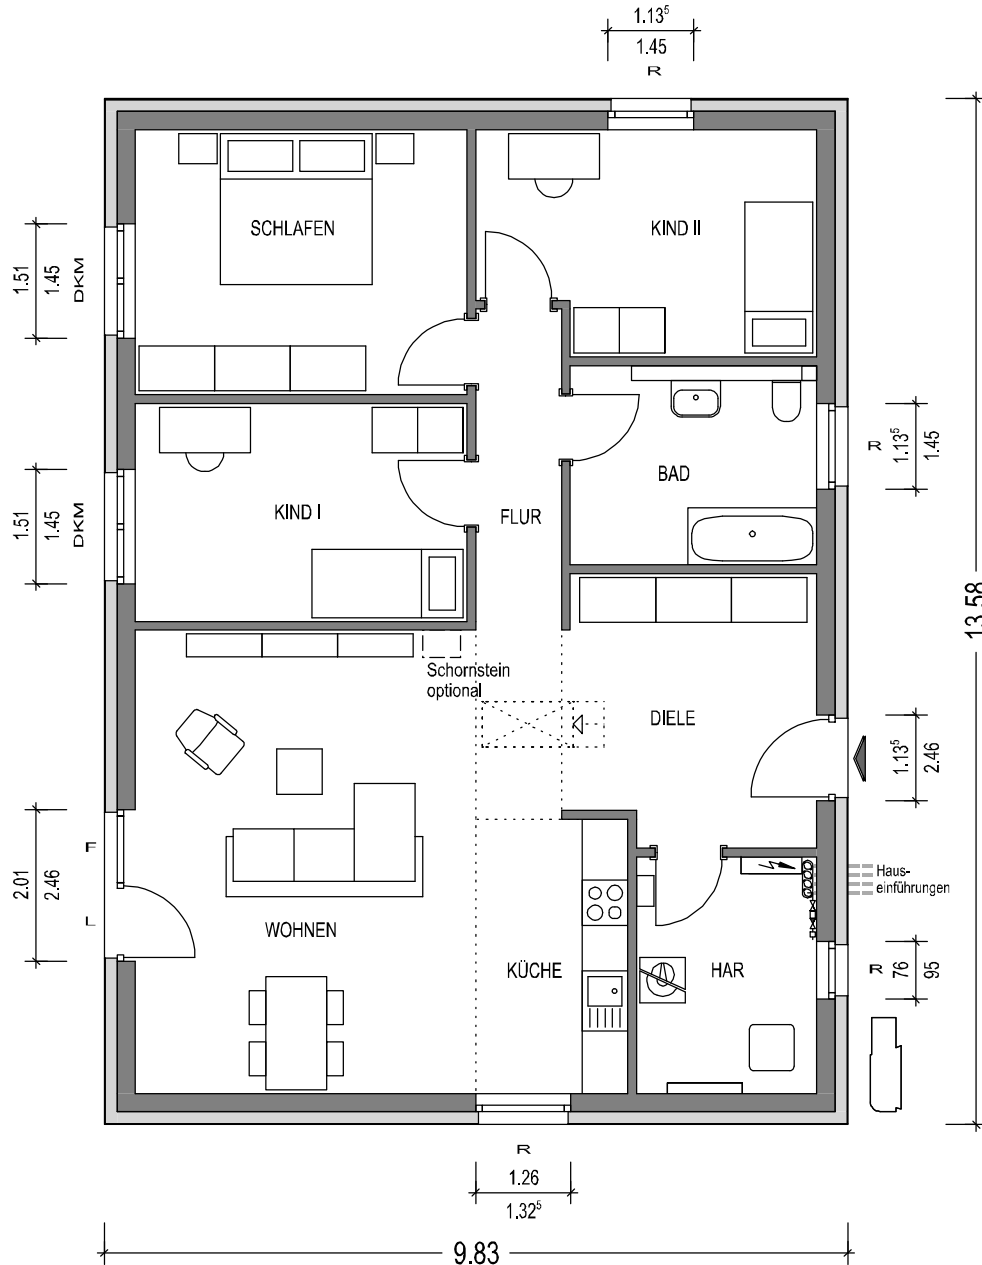 1.13⁵
1.45
R
SCHLAFEN
KIND II
1.51
1.45
DKM
R
1.13⁵
1.45
BAD
KIND I
FLUR
1.51
1.45
DKM
13.58
Schornstein
optional
DIELE
1.13⁵
2.46
2.01
2.46
F
L
Haus-
einführungen
WOHNEN
KÜCHE
HAR
R
76
95
R
1.26
1.32⁵
9.83